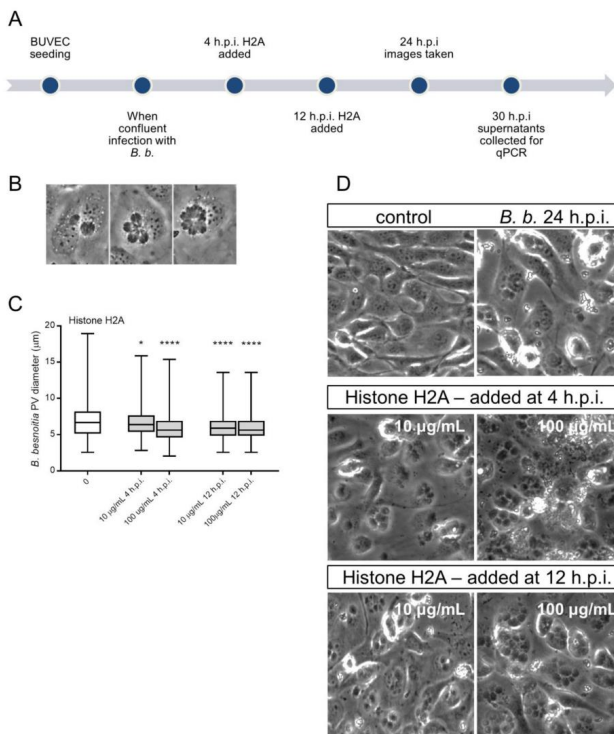 A
BUVEC
seeding
4 h.p.i. H2A
added
24 h.p.i
images taken
When
confluent
infection with
B. b.
12 h.p.i. H2A
added
30 h.p.i
supernatants
collected for
qPCR
B
C
Histone H2A
B. besnoitia PV diameter (µm)
20
15
10
5
0
*
****
****
****
0
10 µg/mL 4 h.p.i.
100 ug/mL 4 h.p.i.
10 µg/mL 12 h.p.i.
100µg/mL 12 h.p.i.
D
control
B. b. 24 h.p.i.
Histone H2A – added at 4 h.p.i.
10 µg/mL
100 µg/mL
Histone H2A – added at 12 h.p.i.
10 µg/mL
100 µg/mL